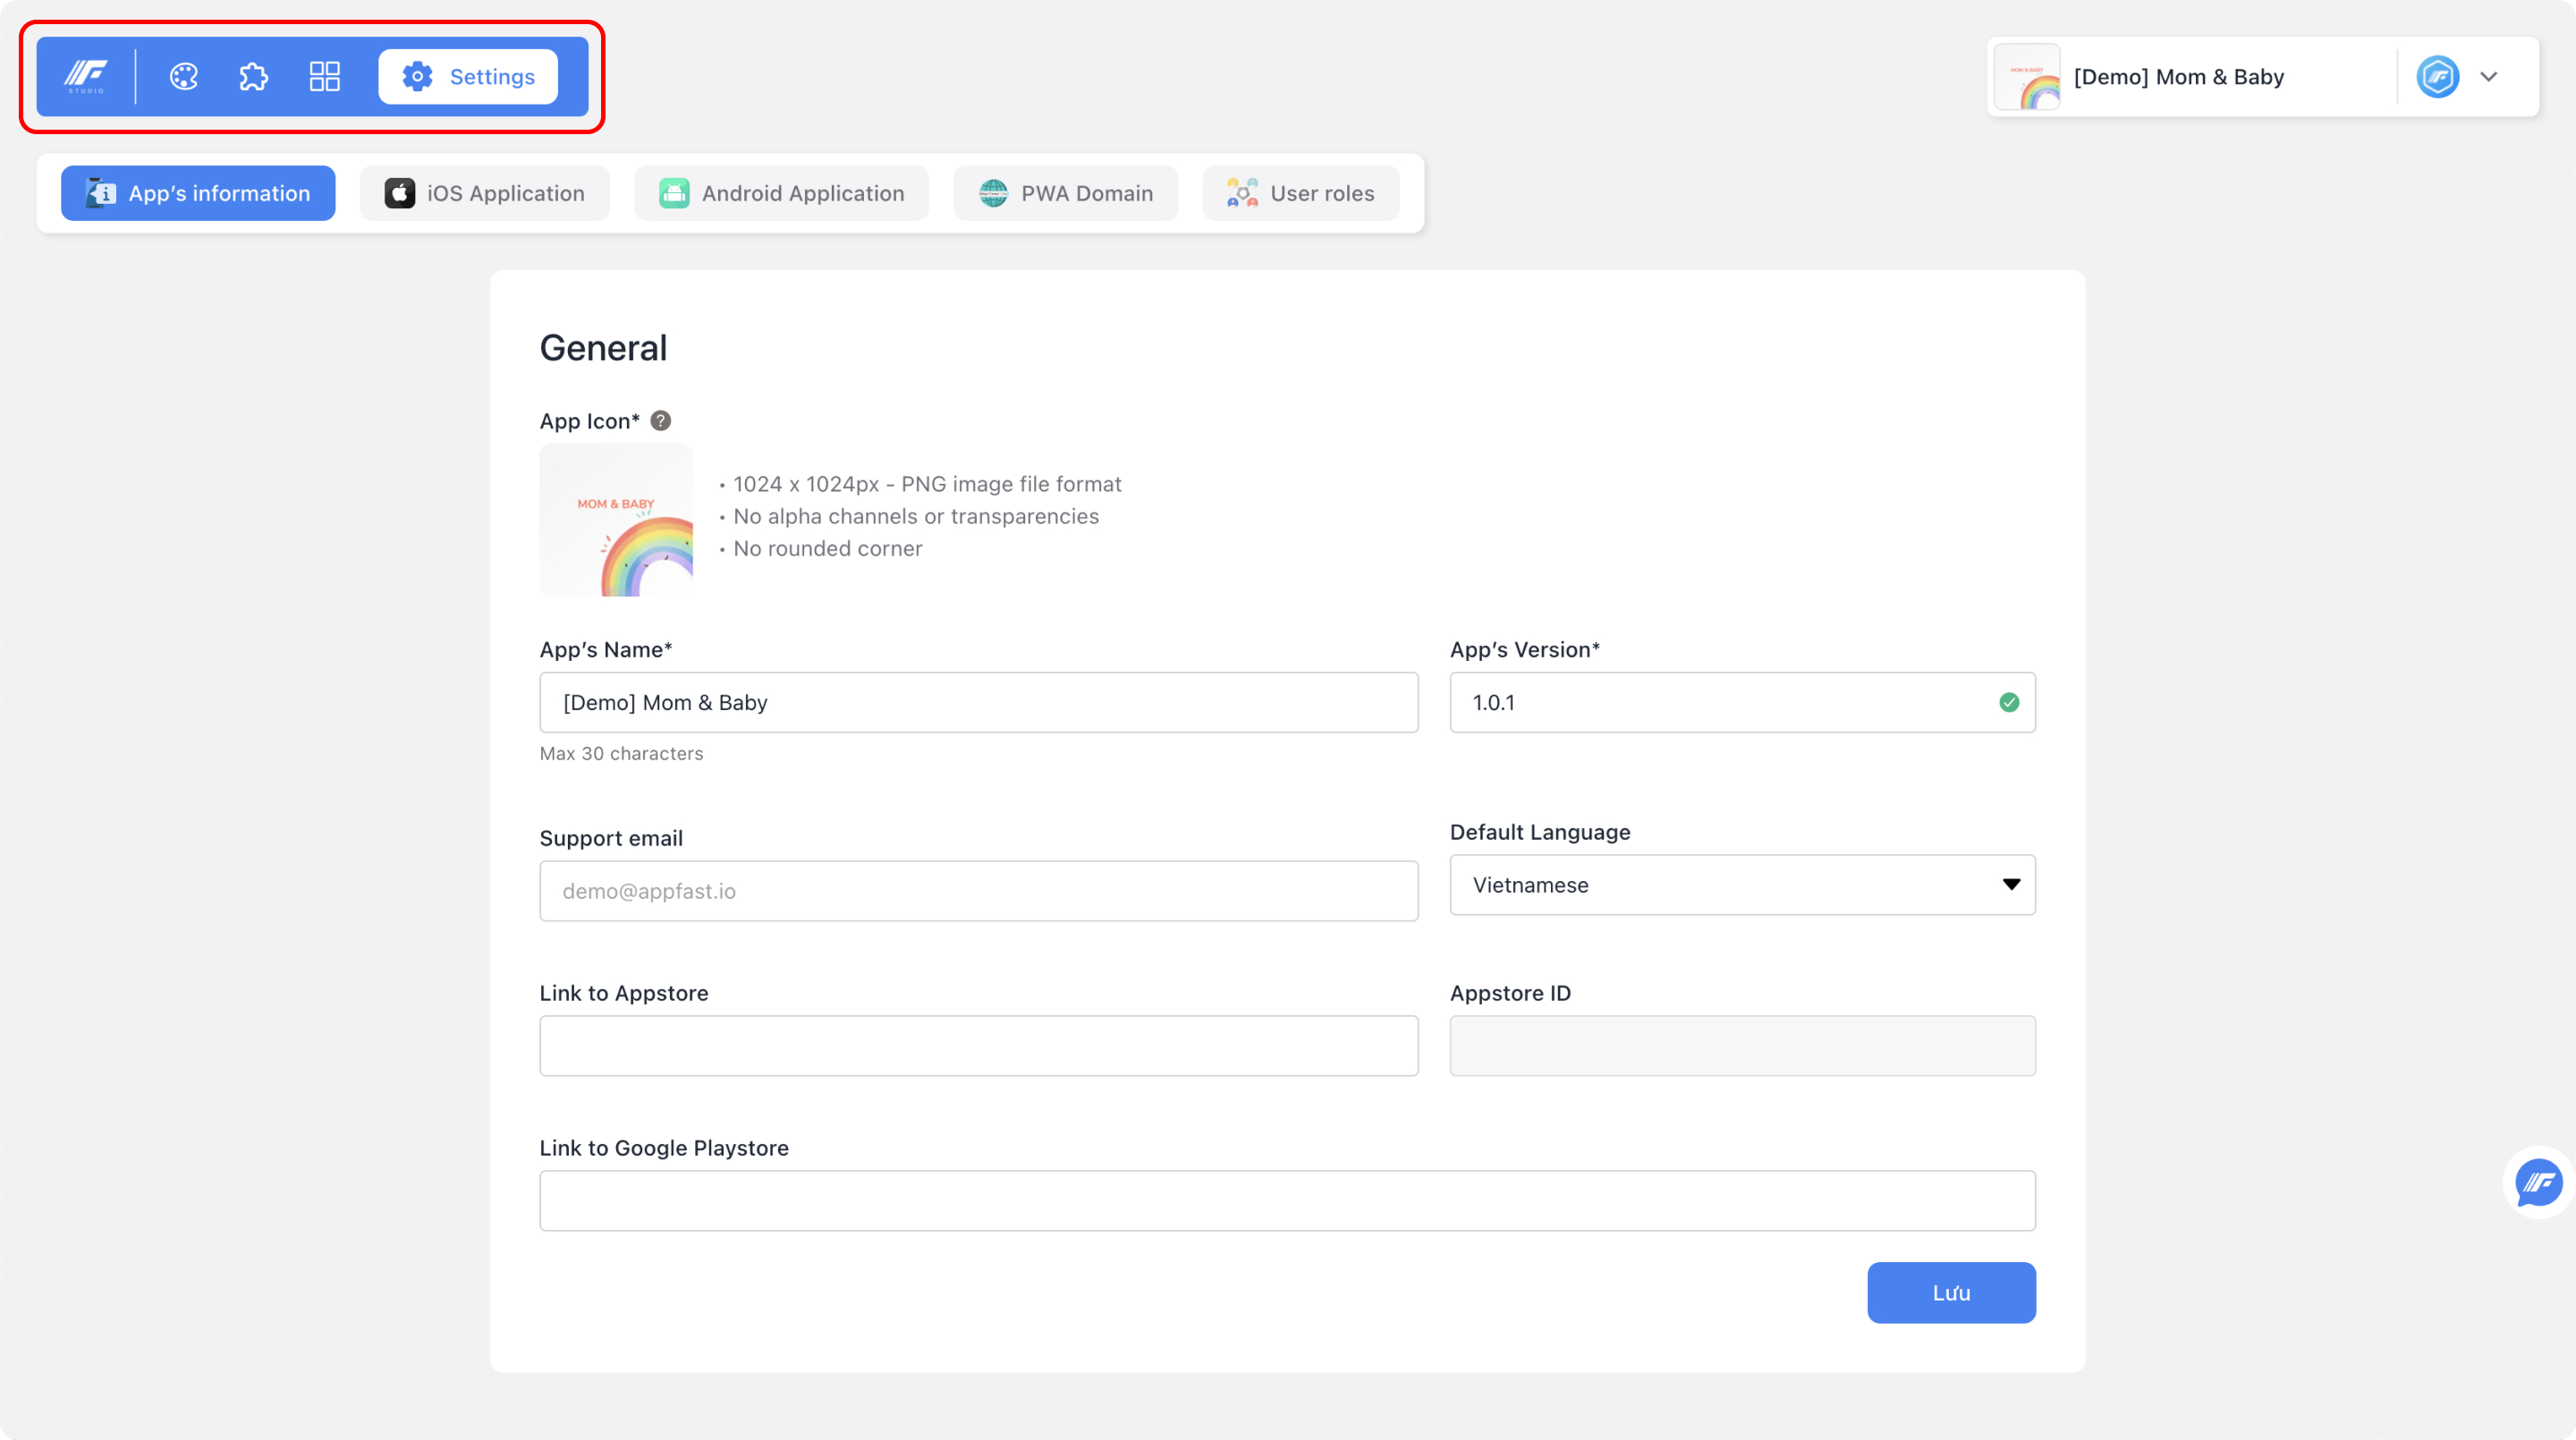 STUDIO
Settings
MOM & BABY
[Demo] Mom & Baby
App's information
iOS Application
Android Application
PWA Domain
User roles
General
App Icon* ?
MOM & BABY
• 1024 x 1024px - PNG image file format
• No alpha channels or transparencies
• No rounded corner
App's Name*
App's Version*
[Demo] Mom & Baby
1.0.1
Max 30 characters
Support email
Default Language
demo@appfast.io
Vietnamese
Link to Appstore
Appstore ID
Link to Google Playstore
Lưu